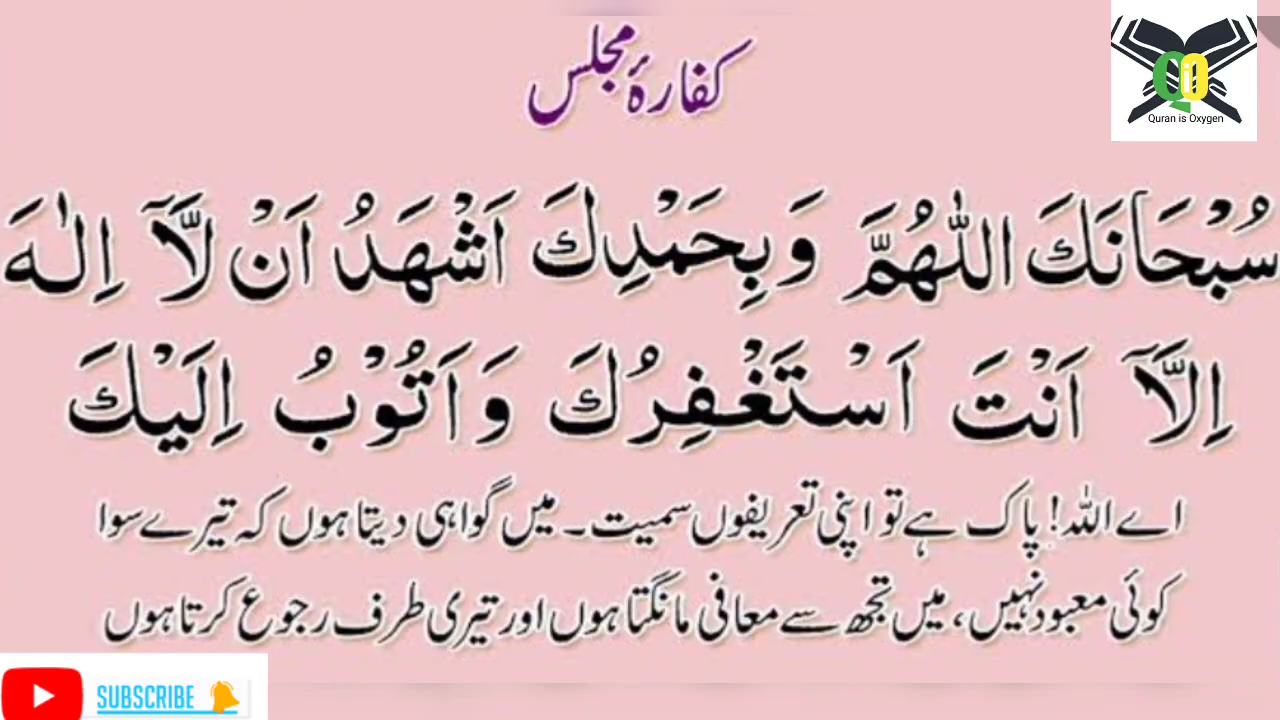 کفارۂ مجلس
Quran is Oxygen
سُبْحَانَكَ اللّٰهُمَّ وَبِحَمْدِكَ اَشْهَدُ اَنْ لَّآ اِلٰهَ
اِلَّآ اَنْتَ اَسْتَغْفِرُكَ وَاَتُوْبُ اِلَيْكَ
اے اللہ! پاک ہے تو اپنی تعریفوں سمیت۔ میں گواہی دیتا ہوں کہ تیرے سوا
کوئی معبود نہیں، میں تجھ سے معافی مانگتا ہوں اور تیری طرف رجوع کرتا ہوں
SUBSCRIBE